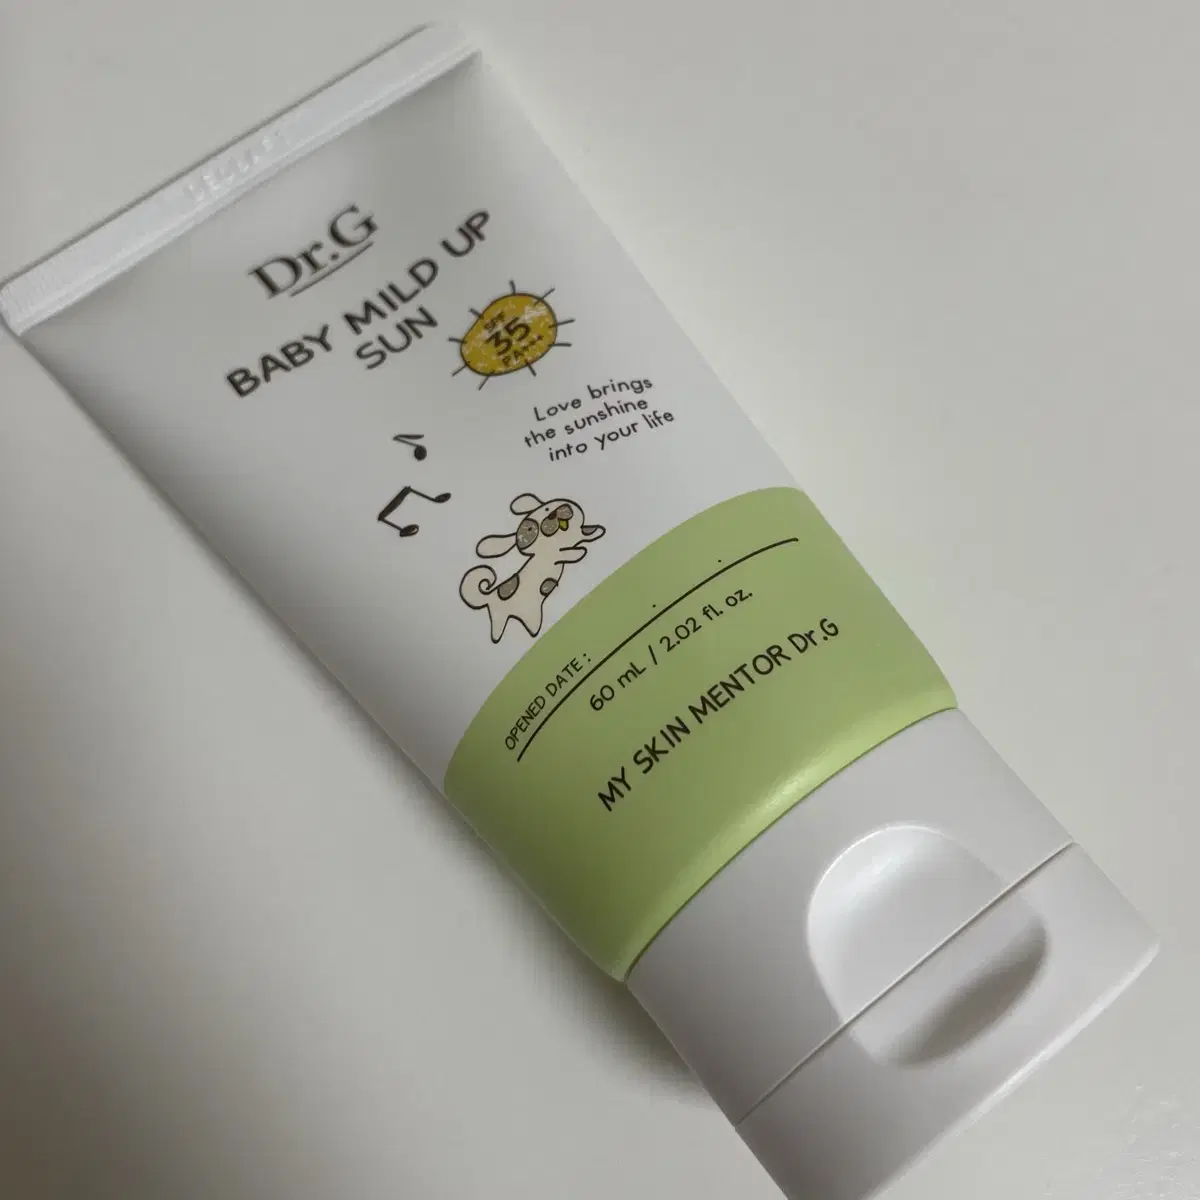 Dr.G
BABY MILD UP
SUN
SPF
35
PA+++
Love brings
the sunshine
into your life
OPENED DATE :
60 mL / 2.02 fl. oz.
MY SKIN MENTOR Dr.G